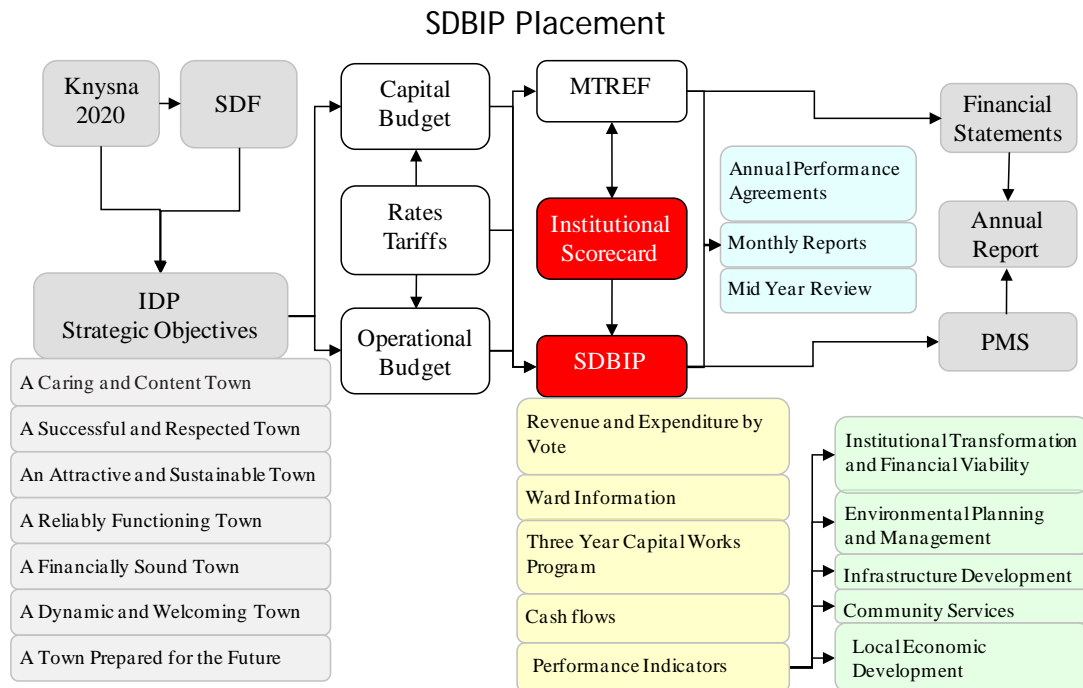 SDBIP Placement
Knysna
2020
SDF
IDP
Strategic Objectives
A Caring and Content Town
A Successful and Respected Town
An Attractive and Sustainable Town
A Reliably Functioning Town
A Financially Sound Town
A Dynamic and Welcoming Town
A Town Prepared for the Future
Capital
Budget
Rates
Tariffs
Operational
Budget
MTREF
Institutional
Scorecard
SDBIP
Revenue and Expenditure by
Vote
Ward Information
Three Year Capital Works
Program
Cash flows
Performance Indicators
Annual Performance
Agreements
Monthly Reports
Mid Year Review
Financial
Statements
Annual
Report
PMS
Institutional Transformation
and Financial Viability
Environmental Planning
and Management
Infrastructure Development
Community Services
Local Economic
Development